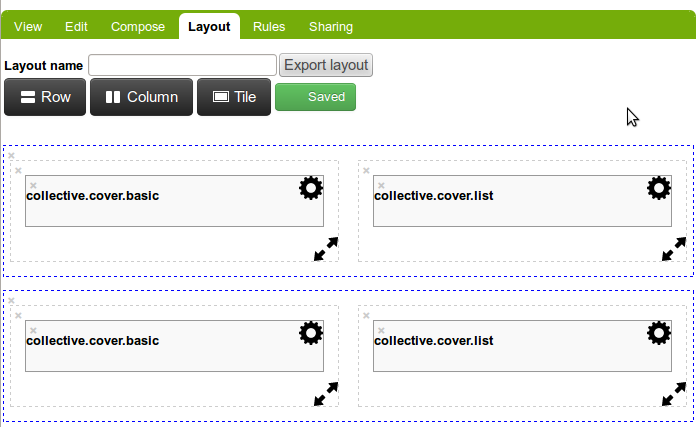 View Edit Compose Layout Rules Sharing
Layout name Export layout
Row Column Tile Saved
collective.cover.basic collective.cover.list
collective.cover.basic collective.cover.list